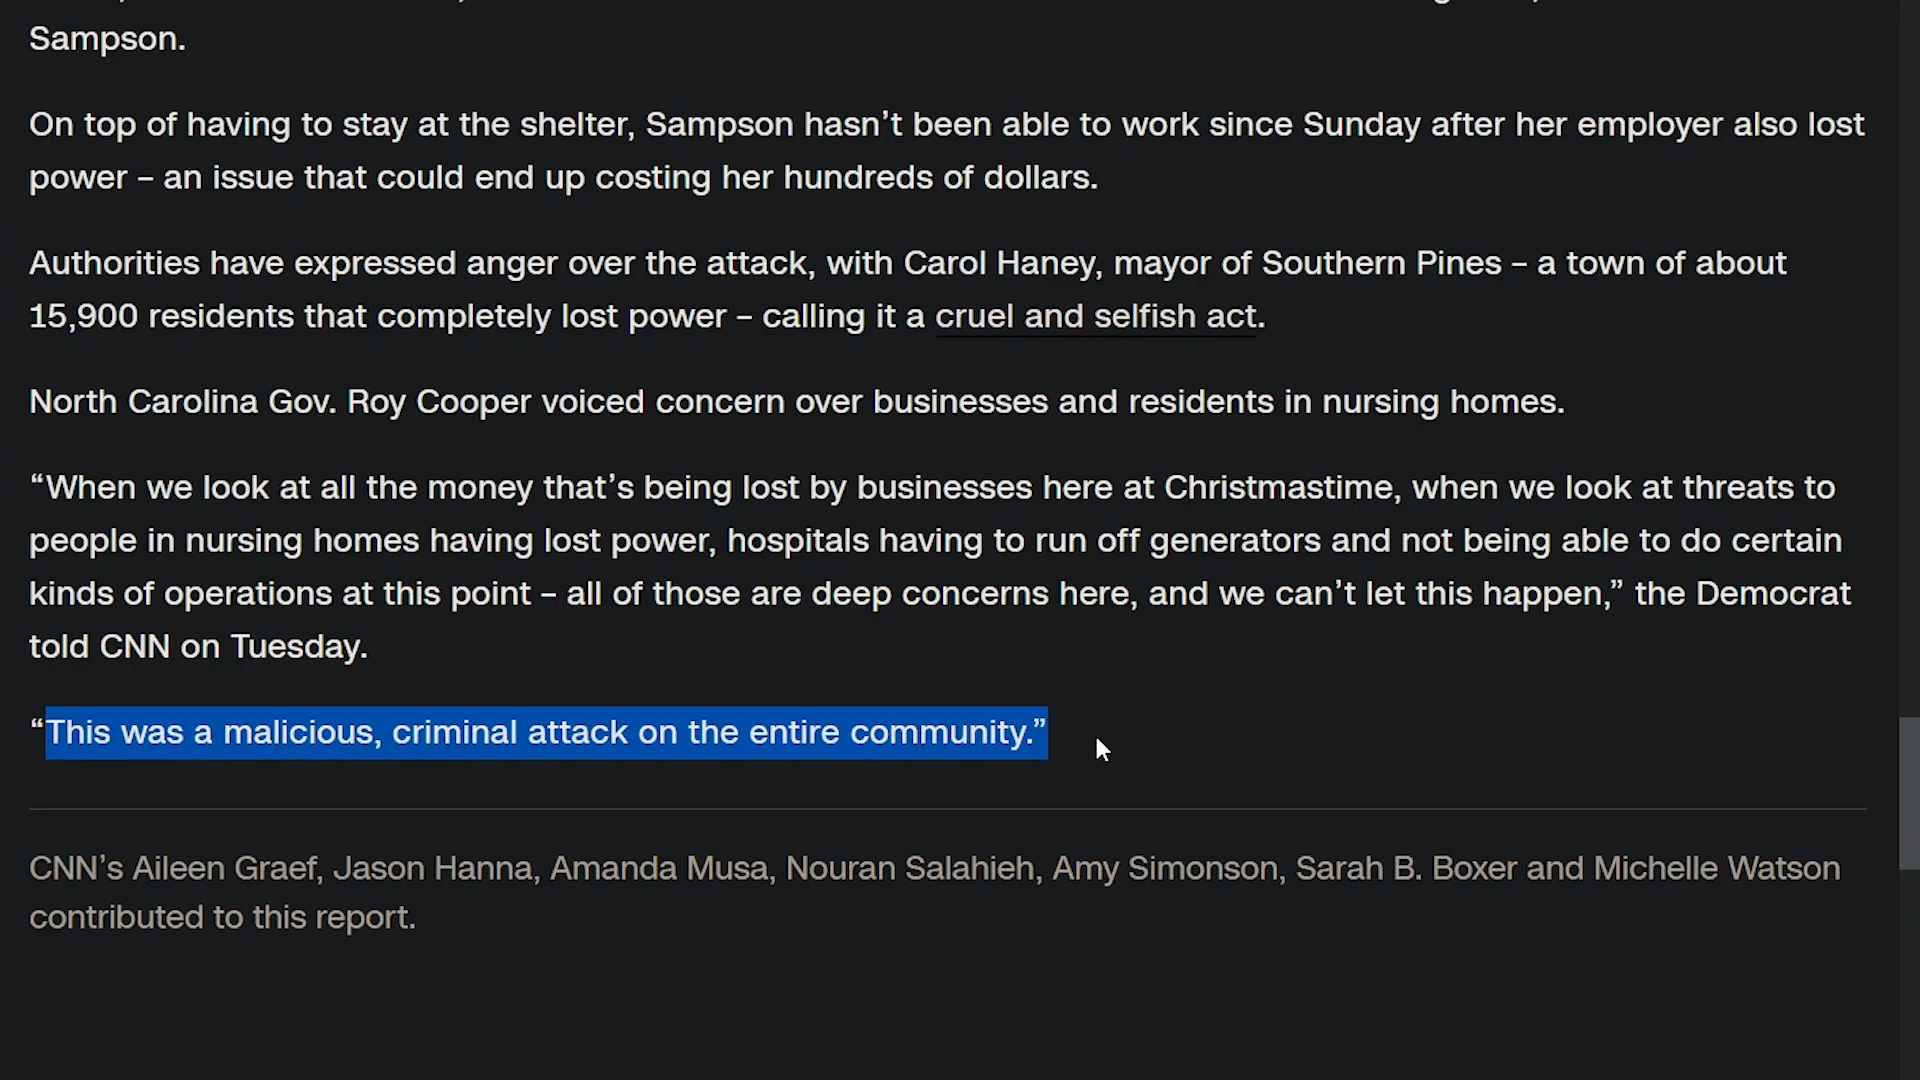 Sampson.
On top of having to stay at the shelter, Sampson hasn’t been able to work since Sunday after her employer also lost
power – an issue that could end up costing her hundreds of dollars.
Authorities have expressed anger over the attack, with Carol Haney, mayor of Southern Pines – a town of about
15,900 residents that completely lost power – calling it a cruel and selfish act.
North Carolina Gov. Roy Cooper voiced concern over businesses and residents in nursing homes.
“When we look at all the money that’s being lost by businesses here at Christmastime, when we look at threats to
people in nursing homes having lost power, hospitals having to run off generators and not being able to do certain
kinds of operations at this point – all of those are deep concerns here, and we can’t let this happen,” the Democrat
told CNN on Tuesday.
“This was a malicious, criminal attack on the entire community.”
CNN’s Aileen Graef, Jason Hanna, Amanda Musa, Nouran Salahieh, Amy Simonson, Sarah B. Boxer and Michelle Watson
contributed to this report.